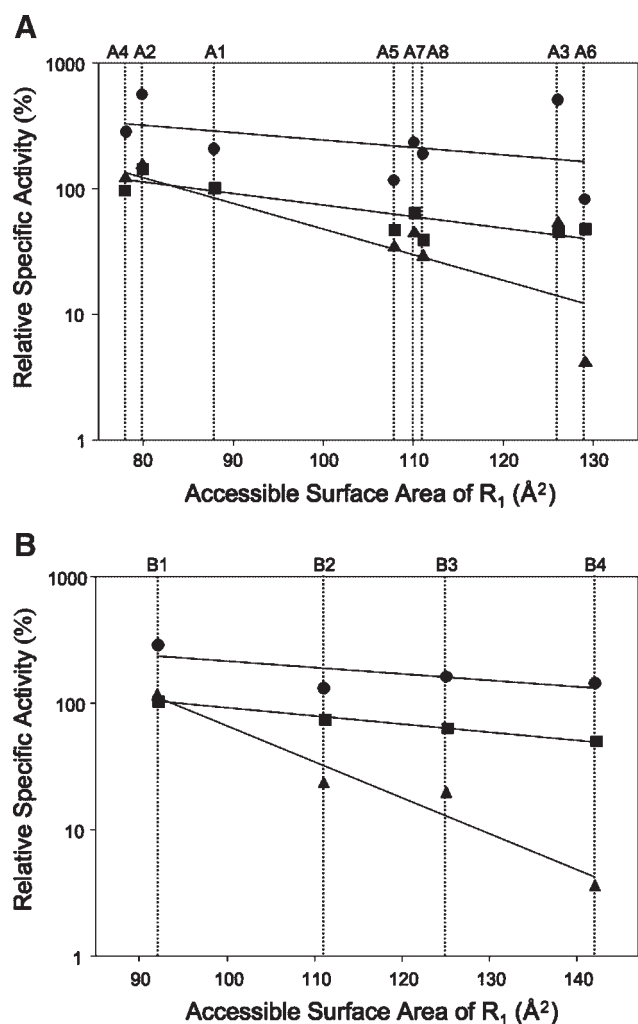 A
A4 A2 A1 A5 A7 A8 A3 A6
1000
100
10
1
Relative Specific Activity (%)
80 90 100 110 120 130
Accessible Surface Area of R₁ (Å²)
B
B1 B2 B3 B4
1000
100
10
1
Relative Specific Activity (%)
90 100 110 120 130 140
Accessible Surface Area of R₁ (Å²)